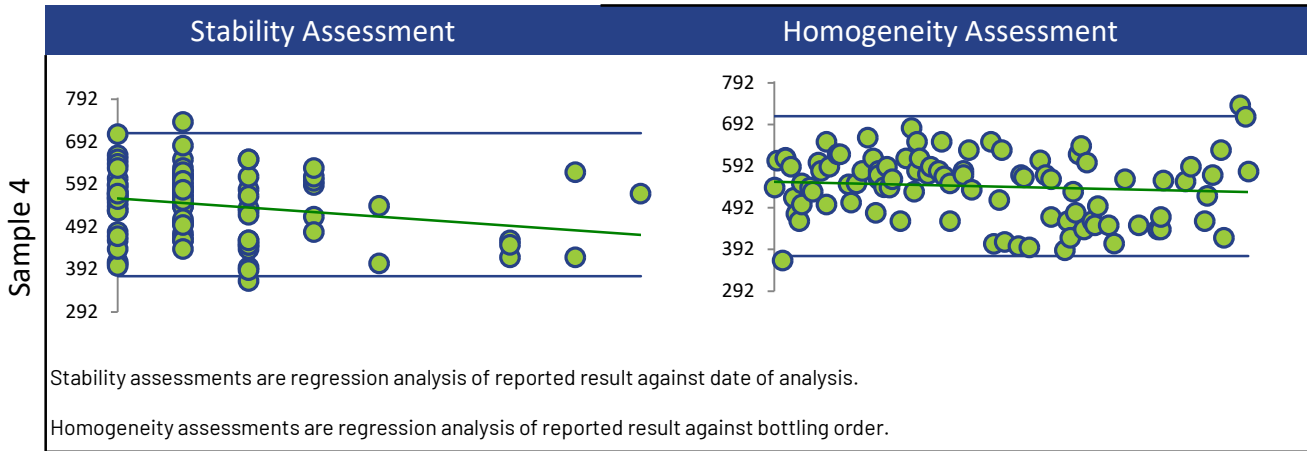 Stability Assessment
Homogeneity Assessment
Sample 4
792
692
592
492
392
292
792
692
592
492
392
292
Stability assessments are regression analysis of reported result against date of analysis.
Homogeneity assessments are regression analysis of reported result against bottling order.